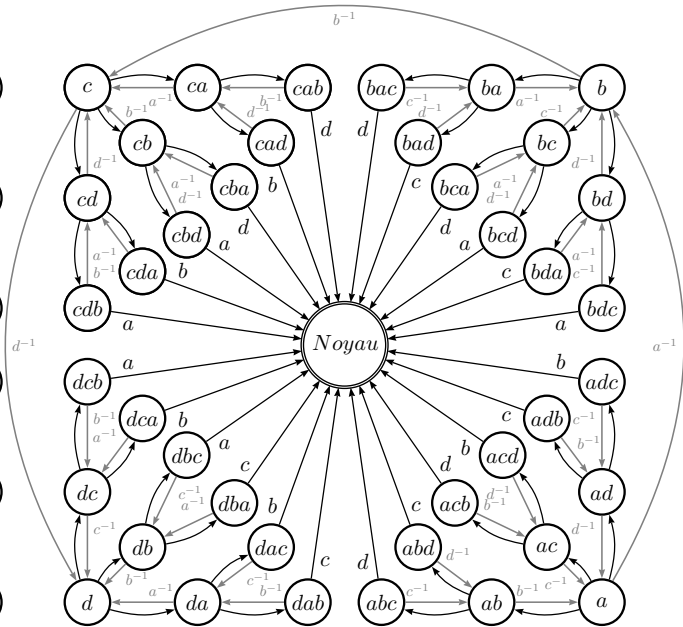 b⁻¹
c ca cab bac ba b
a⁻¹ b⁻¹ c⁻¹ a⁻¹
b⁻¹ d⁻¹ d⁻¹ c⁻¹
cb cad d d bad bc
d⁻¹ a⁻¹ cba b c bca a⁻¹ d⁻¹
cd d⁻¹ d⁻¹ bd
cbd d d bcd
a⁻¹ cda a a bda a⁻¹
b⁻¹ b c c⁻¹
cdb a a bdc
d⁻¹ Noyau a⁻¹
dcb a b adc
b⁻¹ dca b c adb c⁻¹
a⁻¹ dbc a b acd b⁻¹
dc c⁻¹ c d d⁻¹ ad
c⁻¹ a⁻¹ dba b c acb b⁻¹ d⁻¹
db dac abd ac
b⁻¹ c⁻¹ c d d⁻¹ c⁻¹
a⁻¹ b⁻¹ c⁻¹ b⁻¹
d da dab abc ab a